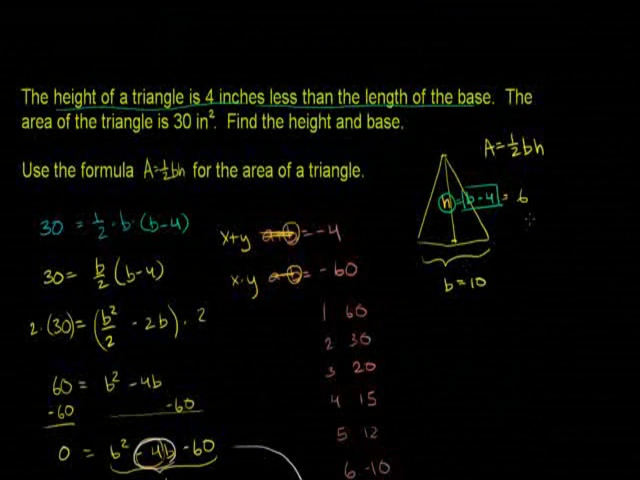 The height of a triangle is 4 inches less than the length of the base. The
area of the triangle is 30 in². Find the height and base.
Use the formula A=½bh for the area of a triangle.
A=½bh
h = b-4 = 6
b=10
30 = ½·b·(b-4)
30 = b/2 (b-4)
2·(30) = (b²/2 - 2b)·2
60 = b² -4b
-60 -60
0 = b² -4b -60
x+y a+b = -4
x·y a·b = -60
1 60
2 30
3 20
4 15
5 12
6 -10